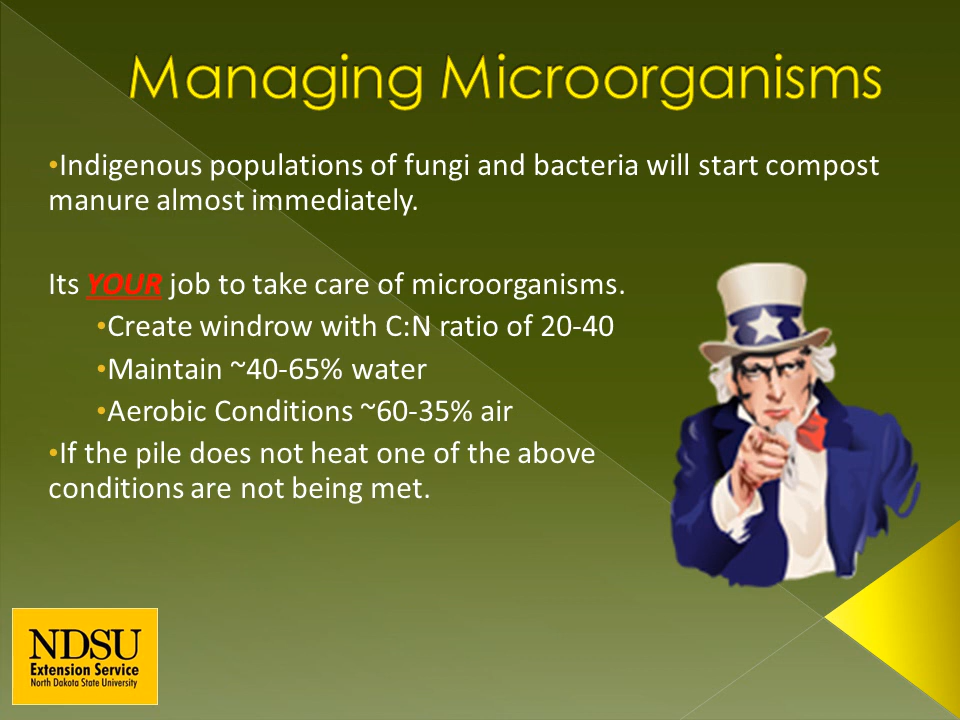 Managing Microorganisms
•Indigenous populations of fungi and bacteria will start compost
manure almost immediately.
Its YOUR job to take care of microorganisms.
•Create windrow with C:N ratio of 20-40
•Maintain ~40-65% water
•Aerobic Conditions ~60-35% air
•If the pile does not heat one of the above
conditions are not being met.
NDSU
Extension Service
North Dakota State University